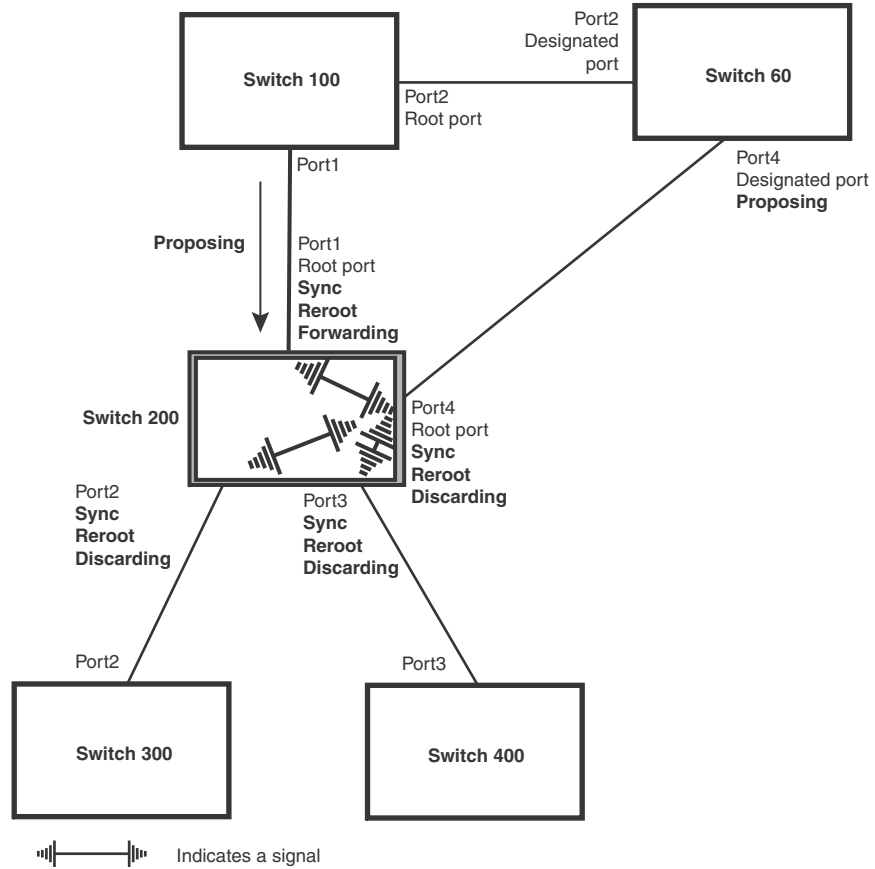 Port2
Designated
port
Switch 100
Switch 60
Port2
Root port
Port1
Port4
Designated port
Proposing
Proposing
Port1
Root port
Sync
Reroot
Forwarding
Switch 200
Port4
Root port
Sync
Reroot
Discarding
Port2
Sync
Reroot
Discarding
Port3
Sync
Reroot
Discarding
Port2
Port3
Switch 300
Switch 400
Indicates a signal